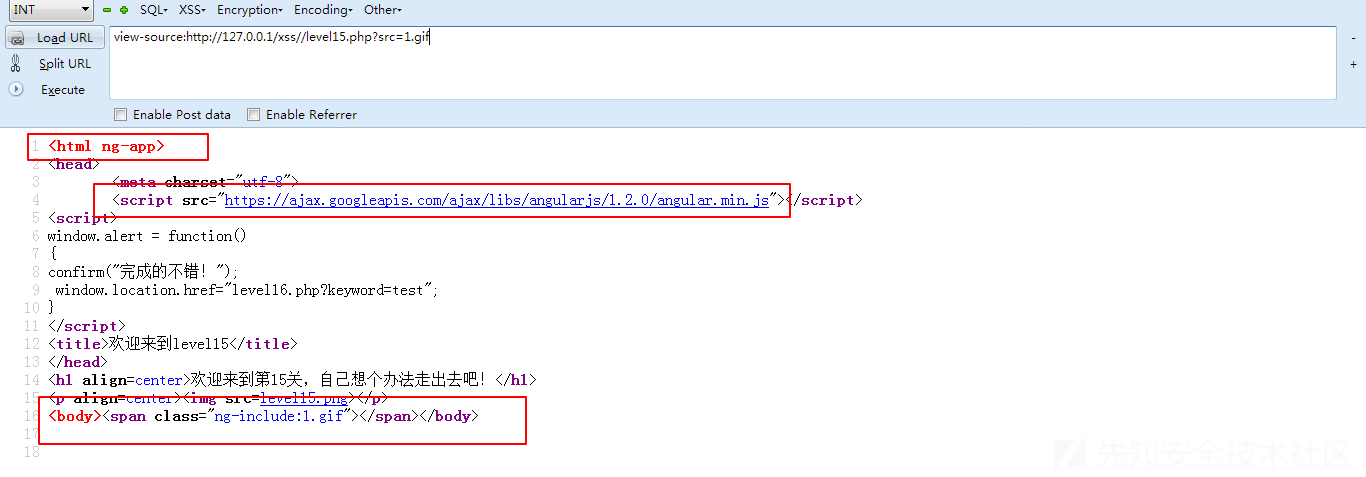 INT SQL- XSS- Encryption- Encoding- Other-
Load URL view-source:http://127.0.0.1/xss//level15.php?src=1.gif -
Split URL +
Execute
Enable Post data Enable Referrer
1 <html ng-app>
2 <head>
3 <meta charset="utf-8">
4 <script src="https://ajax.googleapis.com/ajax/libs/angularjs/1.2.0/angular.min.js"></script>
5 <script>
6 window.alert = function()
7 {
8 confirm("完成的不错！");
9 window.location.href="level16.php?keyword=test";
10 }
11 </script>
12 <title>欢迎来到level15</title>
13 </head>
14 <h1 align=center>欢迎来到第15关，自己想个办法走出去吧！</h1>
15 <p align=center><img src=level15.png></p>
16 <body><span class="ng-include:1.gif"></span></body>
17
18
先知安全技术社区